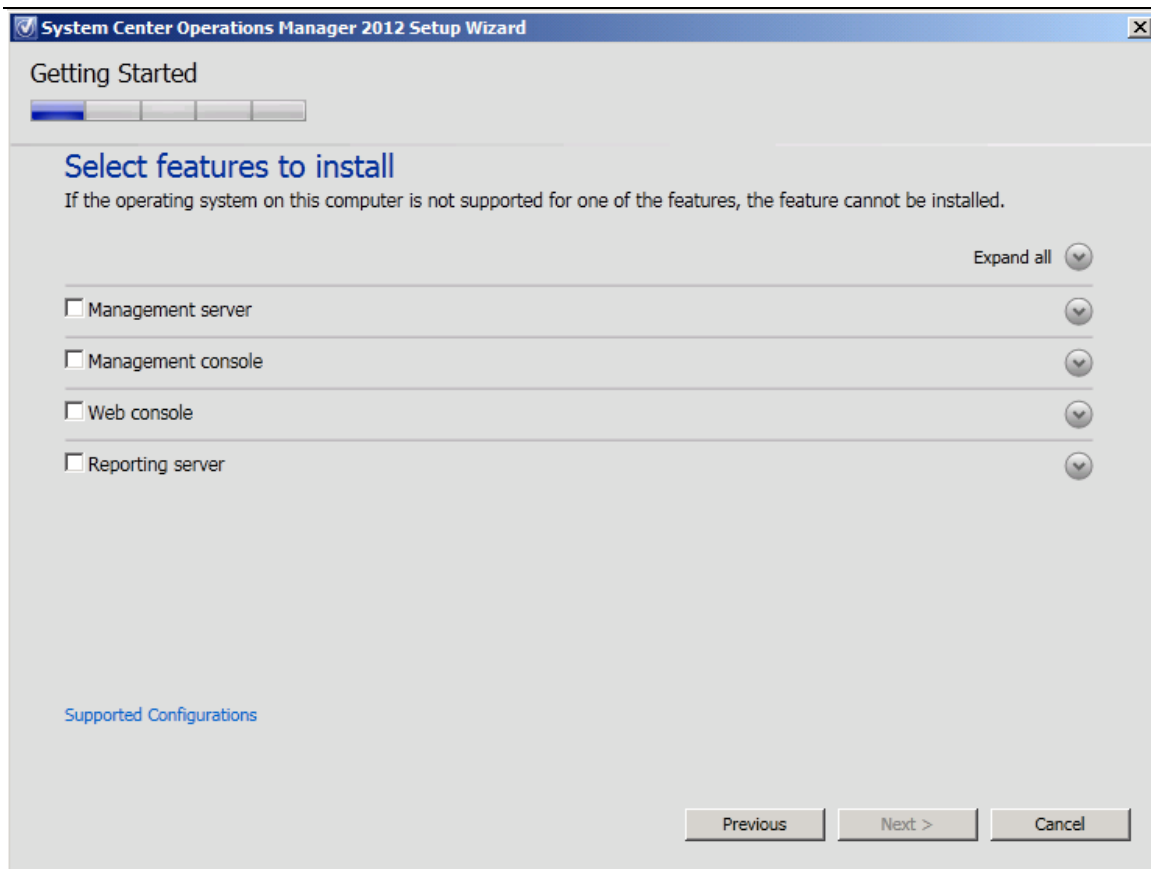 System Center Operations Manager 2012 Setup Wizard
Getting Started
Select features to install
If the operating system on this computer is not supported for one of the features, the feature cannot be installed.
Expand all
Management server
Management console
Web console
Reporting server
Supported Configurations
Previous
Next >
Cancel